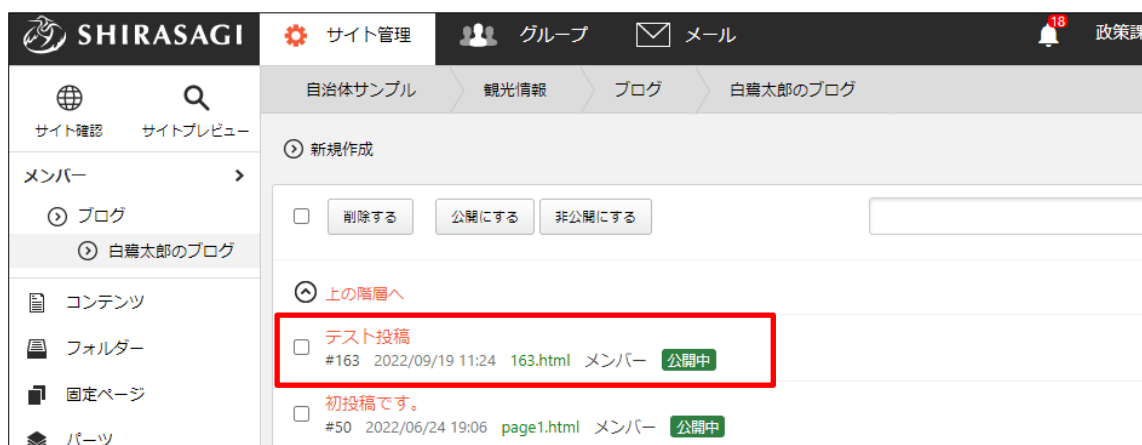 SHIRASAGI サイト管理 グループ メール 18 政策課
自治体サンプル 観光情報 ブログ 白鷺太郎のブログ
サイト確認 サイトプレビュー
新規作成
メンバー
ブログ
白鷺太郎のブログ
削除する 公開にする 非公開にする
上の階層へ
コンテンツ
テスト投稿
#163 2022/09/19 11:24 163.html メンバー 公開中
フォルダー
固定ページ
初投稿です。
#50 2022/06/24 19:06 page1.html メンバー 公開中
パーツ